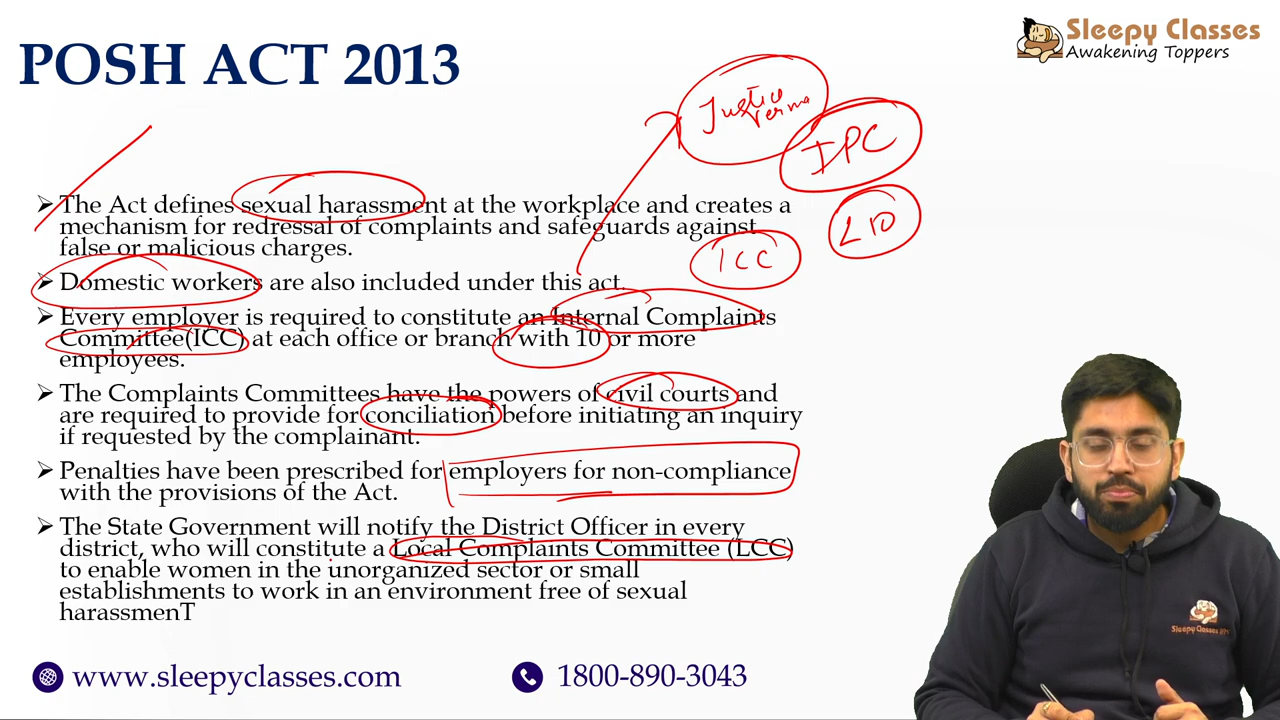 POSH ACT 2013
Sleepy Classes
Awakening Toppers
Justice
Verma
IPC
The Act defines sexual harassment at the workplace and creates a
mechanism for redressal of complaints and safeguards against
false or malicious charges.
L10
ICC
Domestic workers are also included under this act.
Every employer is required to constitute an Internal Complaints
Committee(ICC) at each office or branch with 10 or more
employees.
The Complaints Committees have the powers of civil courts and
are required to provide for conciliation before initiating an inquiry
if requested by the complainant.
Penalties have been prescribed for employers for non-compliance
with the provisions of the Act.
The State Government will notify the District Officer in every
district, who will constitute a Local Complaints Committee (LCC)
to enable women in the unorganized sector or small
establishments to work in an environment free of sexual
harassmenT
www.sleepyclasses.com
1800-890-3043